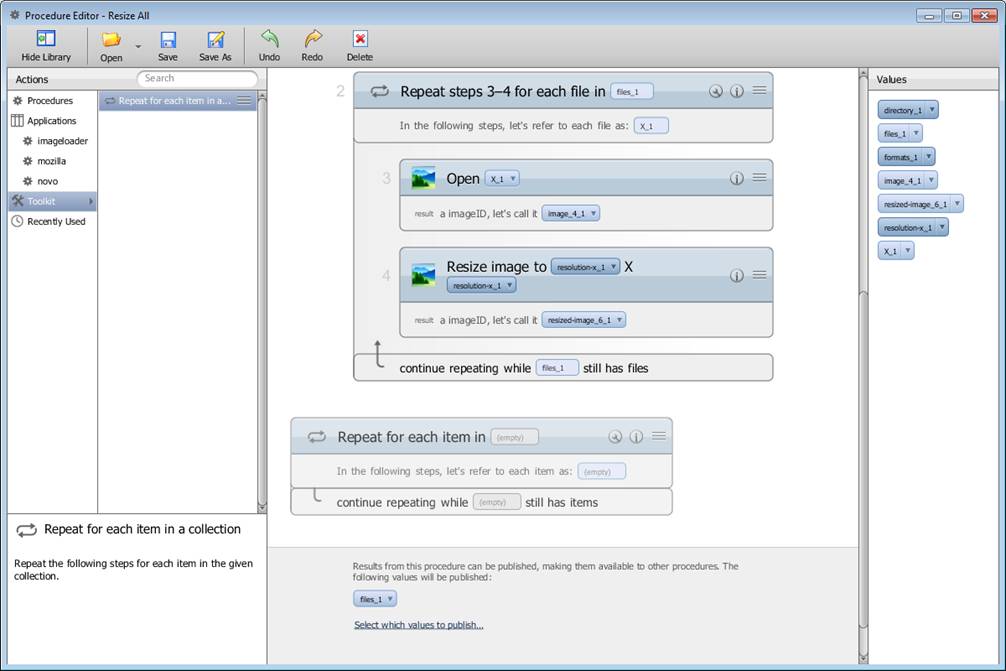 Procedure Editor - Resize All
Hide Library
Open
Save
Save As
Undo
Redo
Delete
Actions
Search
Procedures
Applications
imageloader
mozilla
novo
Toolkit
Recently Used
Repeat for each item in a...
Repeat for each item in a collection
Repeat the following steps for each item in the given
collection.
2
Repeat steps 3–4 for each file in files_1
In the following steps, let's refer to each file as: X_1
3
Open X_1
result a imageID, let's call it image_4_1
4
Resize image to resolution-x_1 X
resolution-x_1
result a imageID, let's call it resized-image_6_1
continue repeating while files_1 still has files
Repeat for each item in (empty)
In the following steps, let's refer to each item as: (empty)
continue repeating while (empty) still has items
Results from this procedure can be published, making them available to other procedures. The
following values will be published:
files_1
Select which values to publish...
Values
directory_1
files_1
formats_1
image_4_1
resized-image_6_1
resolution-x_1
X_1